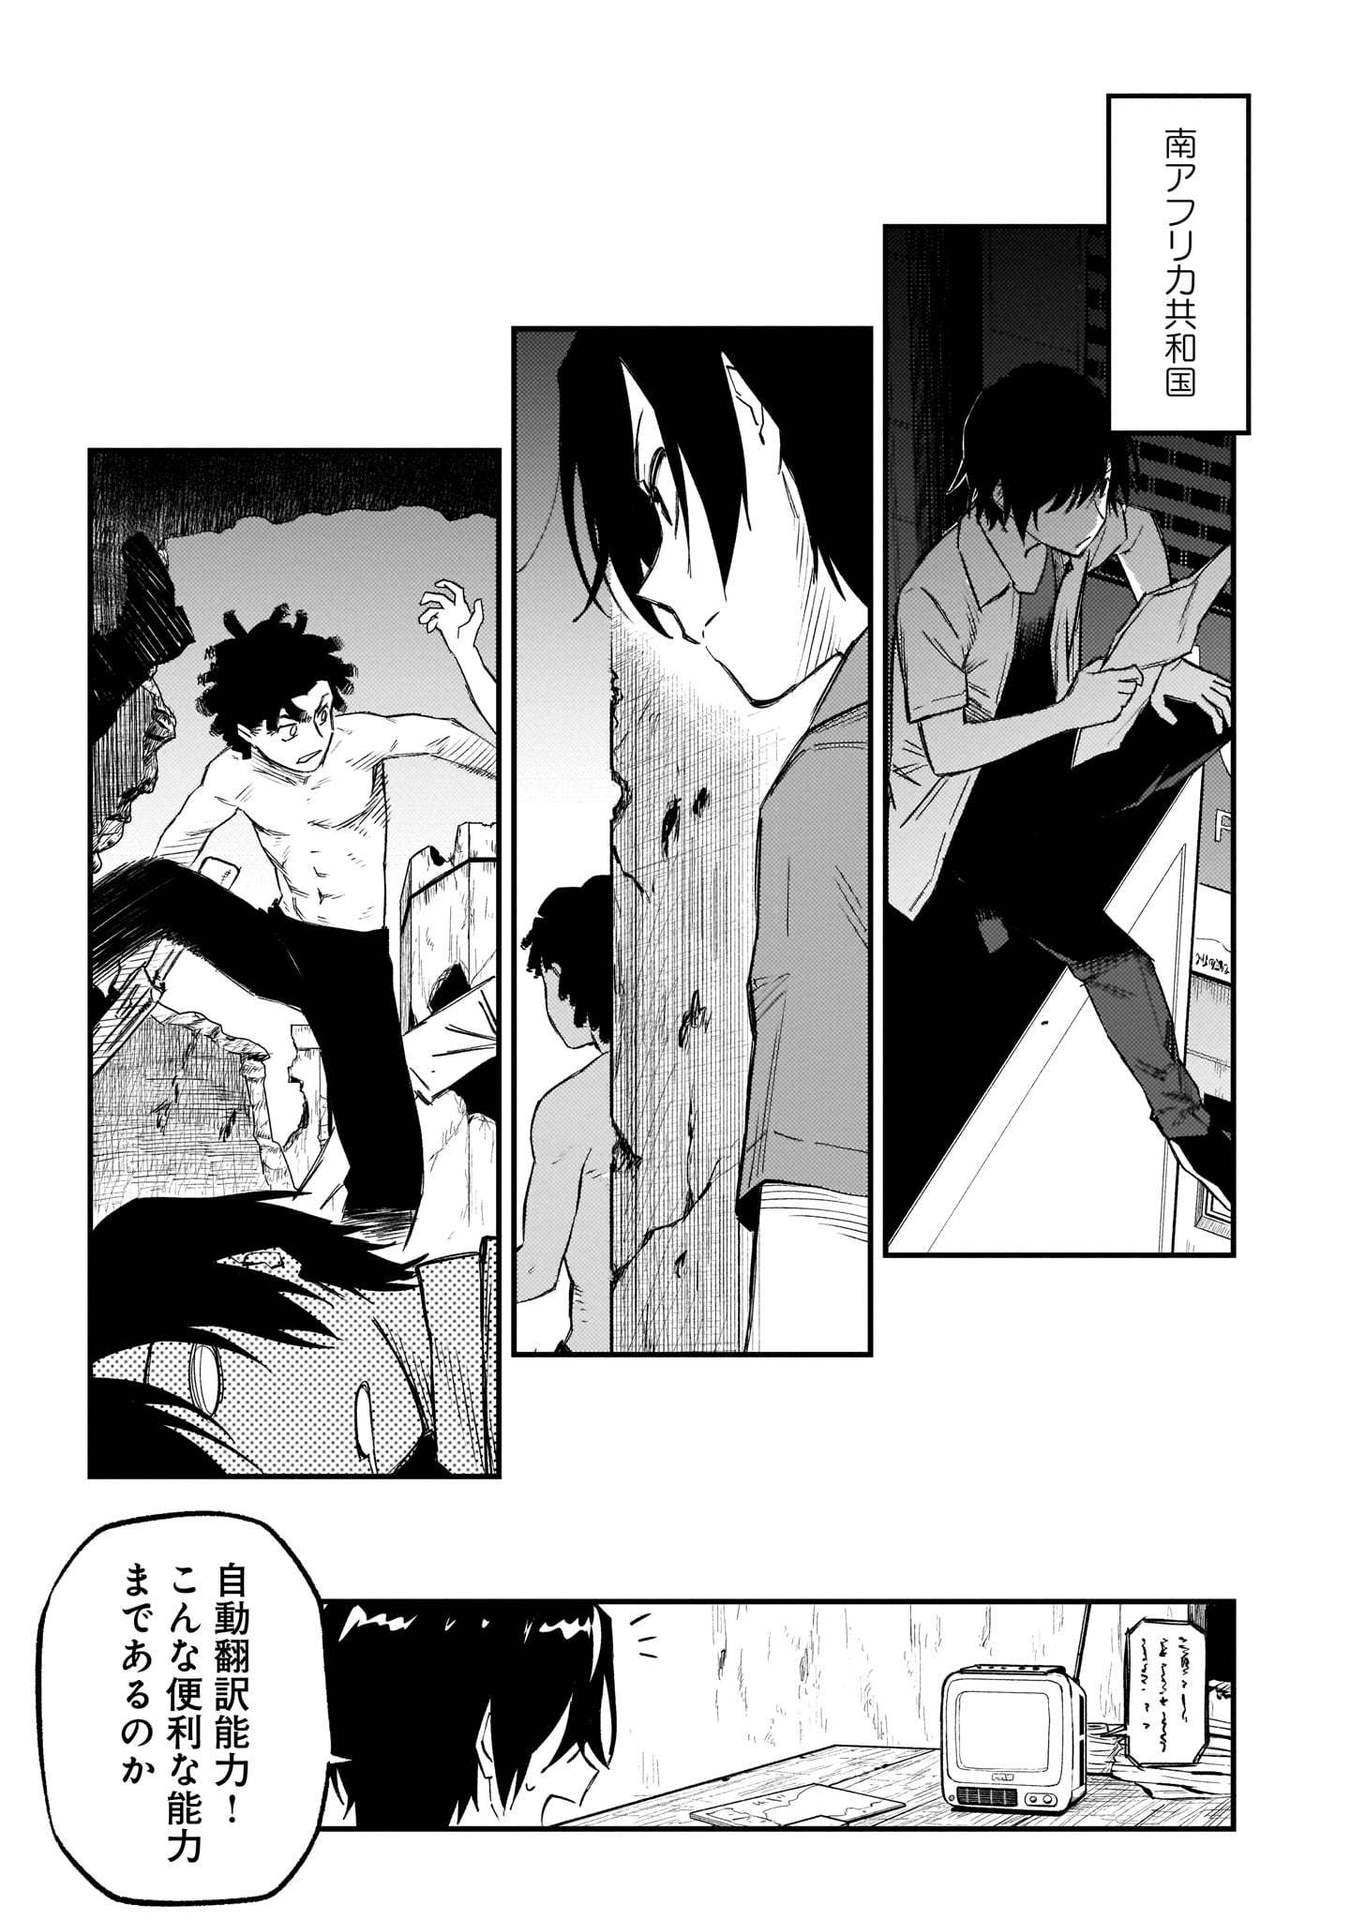 南アフリカ共和国
自動翻訳能力！
こんな便利な能力
まであるのか